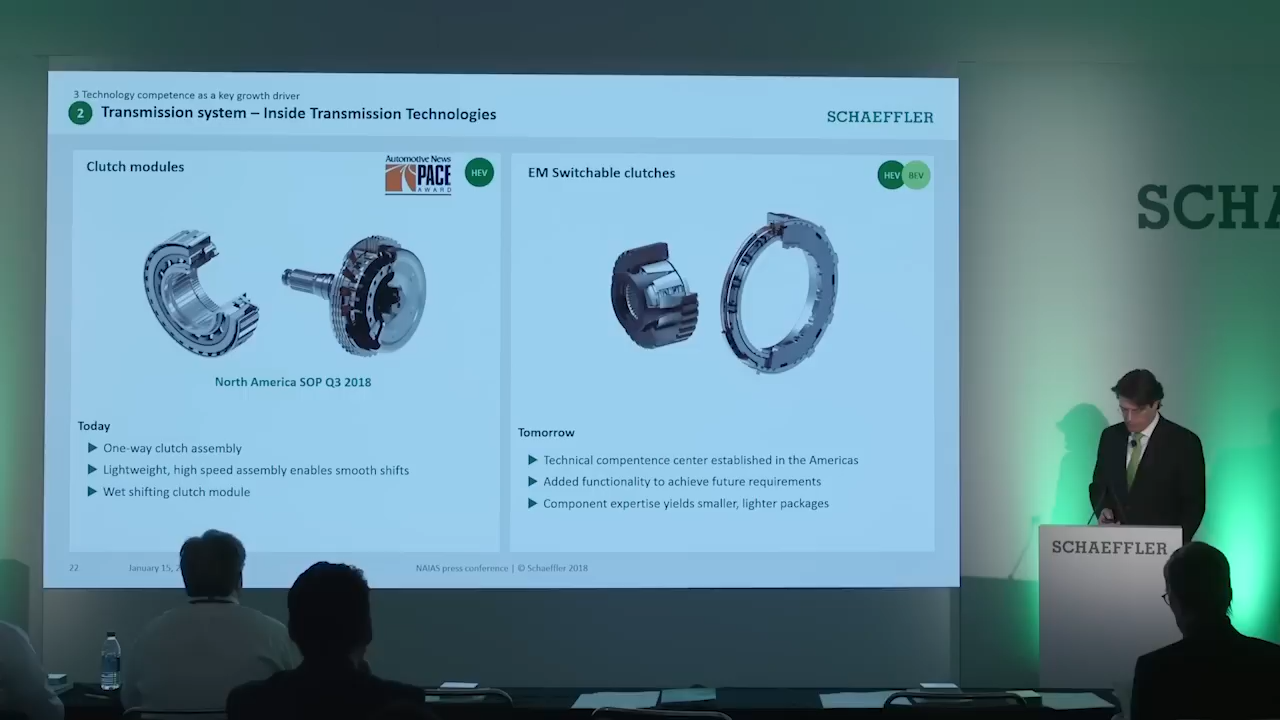 3 Technology competence as a key growth driver
2 Transmission system – Inside Transmission Technologies
SCHAEFFLER
Clutch modules
Automotive News
PACE
AWARD
HEV
North America SOP Q3 2018
Today
One-way clutch assembly
Lightweight, high speed assembly enables smooth shifts
Wet shifting clutch module
EM Switchable clutches
HEV BEV
Tomorrow
Technical compentence center established in the Americas
Added functionality to achieve future requirements
Component expertise yields smaller, lighter packages
22
January 15,
NAIAS press conference | © Schaeffler 2018
SCHA
SCHAEFFLER